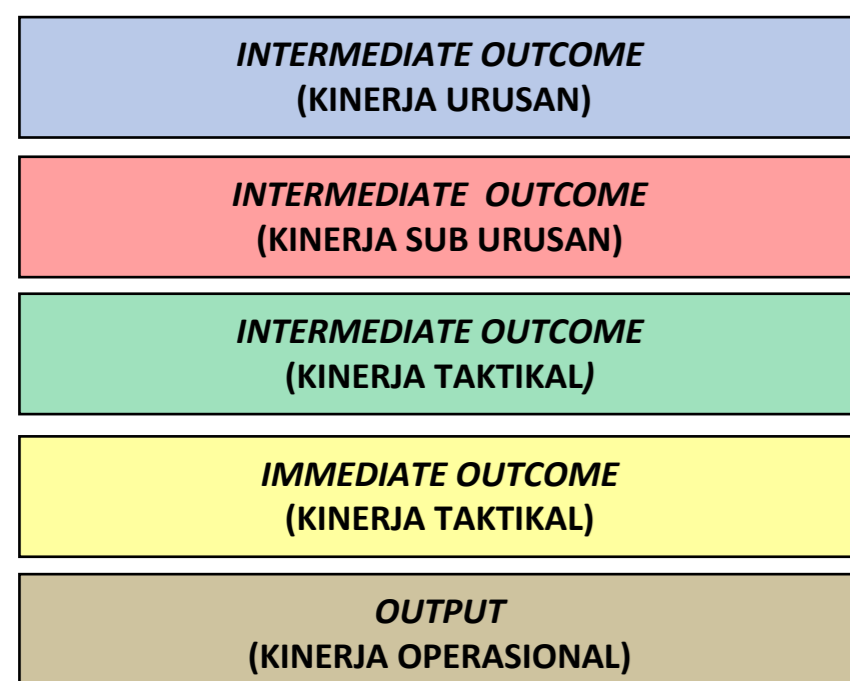 INTERMEDIATE OUTCOME
(KINERJA URUSAN)
INTERMEDIATE OUTCOME
(KINERJA SUB URUSAN)
INTERMEDIATE OUTCOME
(KINERJA TAKTIKAL)
IMMEDIATE OUTCOME
(KINERJA TAKTIKAL)
OUTPUT
(KINERJA OPERASIONAL)